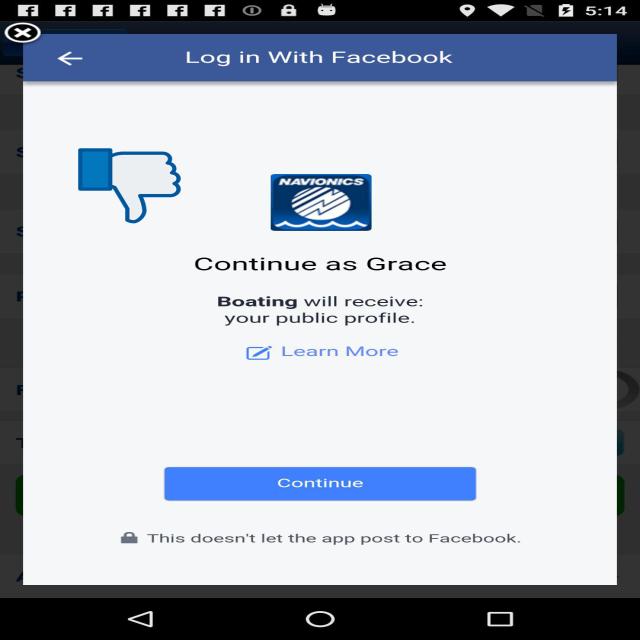 5:14
Log in With Facebook
NAVIONICS
Continue as Grace
Boating will receive:
your public profile.
Learn More
Continue
This doesn't let the app post to Facebook.